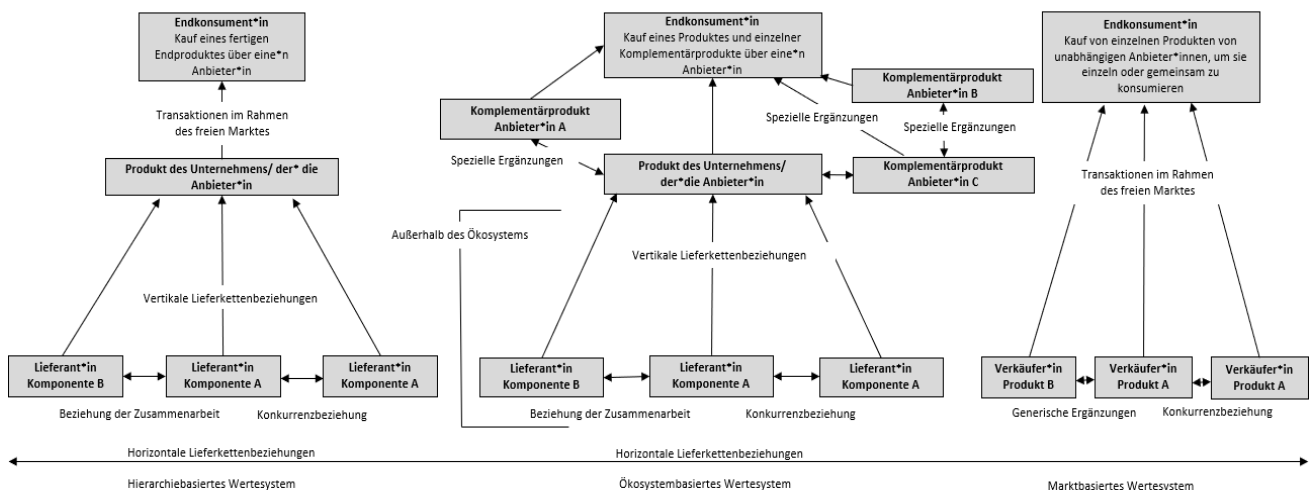 Endkonsument*in
Kauf eines fertigen
Endproduktes über eine*n
Anbieter*in
Transaktionen im Rahmen
des freien Marktes
Produkt des Unternehmens/ der* die
Anbieter*in
Vertikale Lieferkettenbeziehungen
Lieferant*in
Komponente B
Lieferant*in
Komponente A
Lieferant*in
Komponente A
Beziehung der Zusammenarbeit
Konkurrenzbeziehung
Horizontale Lieferkettenbeziehungen
Hierarchiebasiertes Wertesystem
Endkonsument*in
Kauf eines Produktes und einzelner
Komplementärprodukte über eine*n
Anbieter*in
Komplementärprodukt
Anbieter*in A
Spezielle Ergänzungen
Komplementärprodukt
Anbieter*in B
Spezielle Ergänzungen
Spezielle Ergänzungen
Komplementärprodukt
Anbieter*in C
Produkt des Unternehmens/
der*die Anbieter*in
Außerhalb des Ökosystems
Vertikale Lieferkettenbeziehungen
Lieferant*in
Komponente B
Lieferant*in
Komponente A
Lieferant*in
Komponente A
Beziehung der Zusammenarbeit
Konkurrenzbeziehung
Horizontale Lieferkettenbeziehungen
Ökosystembasiertes Wertesystem
Endkonsument*in
Kauf von einzelnen Produkten von
unabhängigen Anbieter*innen, um sie
einzeln oder gemeinsam zu
konsumieren
Transaktionen im Rahmen
des freien Marktes
Verkäufer*in
Produkt B
Verkäufer*in
Produkt A
Verkäufer*in
Produkt A
Generische Ergänzungen
Konkurrenzbeziehung
Marktbasiertes Wertesystem